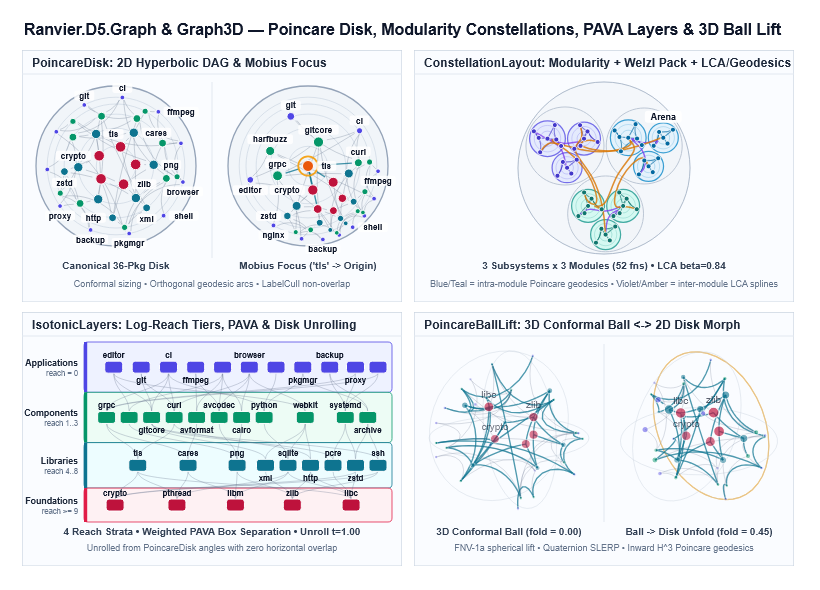 Ranvier.D5.Graph & Graph3D — Poincare Disk, Modularity Constellations, PAVA Layers & 3D Ball Lift
PoincareDisk: 2D Hyperbolic DAG & Mobius Focus
ci
git
ffmpeg
tls
cares
crypto
png
zstd
zlib
browser
proxy
http
xml
shell
backup
pkgmgr
Canonical 36-Pkg Disk
git
ci
gitcore
harfbuzz
curl
grpc
tls
ffmpeg
editor
crypto
zstd
shell
nginx
backup
Mobius Focus ('tls' -> Origin)
Conformal sizing • Orthogonal geodesic arcs • LabelCull non-overlap
ConstellationLayout: Modularity + Welzl Pack + LCA/Geodesics
Arena
3 Subsystems x 3 Modules (52 fns) • LCA beta=0.84
Blue/Teal = intra-module Poincare geodesics • Violet/Amber = inter-module LCA splines
IsotonicLayers: Log-Reach Tiers, PAVA & Disk Unrolling
Applications
reach = 0
editor
ci
browser
backup
git
ffmpeg
pkgmgr
proxy
Components
reach 1..3
grpc
curl
avcodec
python
webkit
systemd
gitcore
avformat
cairo
archive
Libraries
reach 4..8
tls
cares
png
sqlite
pcre
ssh
xml
http
zstd
Foundations
reach >= 9
crypto
pthread
libm
zlib
libc
4 Reach Strata • Weighted PAVA Box Separation • Unroll t=1.00
Unrolled from PoincareDisk angles with zero horizontal overlap
PoincareBallLift: 3D Conformal Ball <-> 2D Disk Morph
libc
zlib
crypto
3D Conformal Ball (fold = 0.00)
libc
zlib
crypto
Ball -> Disk Unfold (fold = 0.45)
FNV-1a spherical lift • Quaternion SLERP • Inward H^3 Poincare geodesics